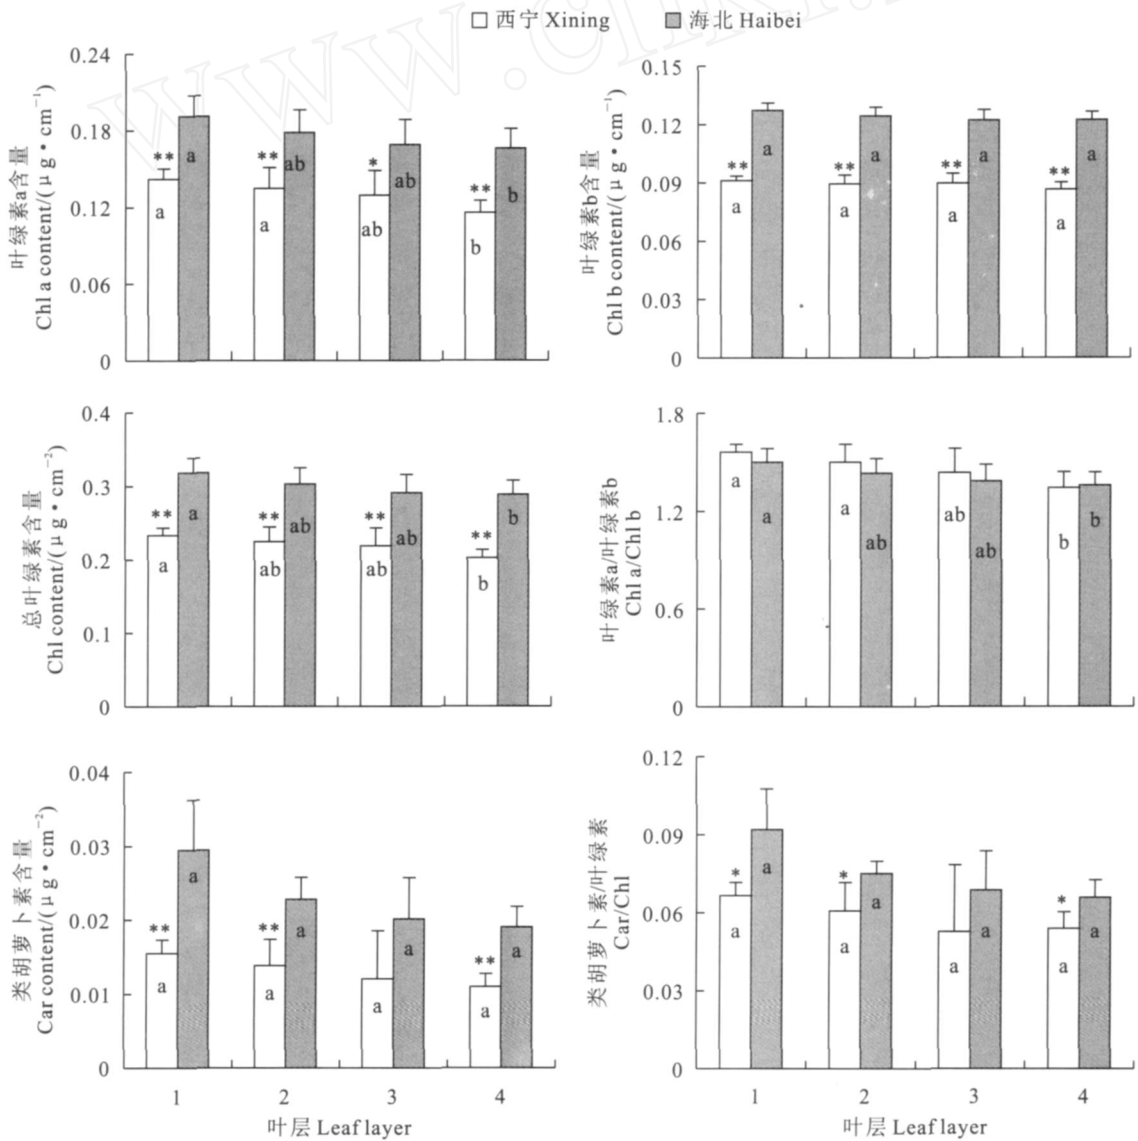 西宁 Xining 海北 Haibei
www.cnki.
叶绿素a含量
Chl a content/(μg·cm⁻¹)
0.24
0.18
0.12
0.06
0
** ** * **
a ab ab b
a a ab b
叶绿素b含量
Chl b content/(μg·cm⁻¹)
0.15
0.12
0.09
0.06
0.03
0
** ** ** **
a a a a
a a a a
总叶绿素含量
Chl content/(μg·cm⁻²)
0.4
0.3
0.2
0.1
0
** ** ** **
a ab ab b
a ab ab b
叶绿素a/叶绿素b
Chl a/Chl b
1.8
1.2
0.6
0
a a ab b
a ab ab b
类胡萝卜素含量
Car content/(μg·cm⁻²)
0.04
0.03
0.02
0.01
0
** ** **
a a a a
a a a a
1 2 3 4
叶层 Leaf layer
类胡萝卜素/叶绿素
Car/Chl
0.12
0.09
0.06
0.03
0
* * *
a a a a
a a a a
1 2 3 4
叶层 Leaf layer